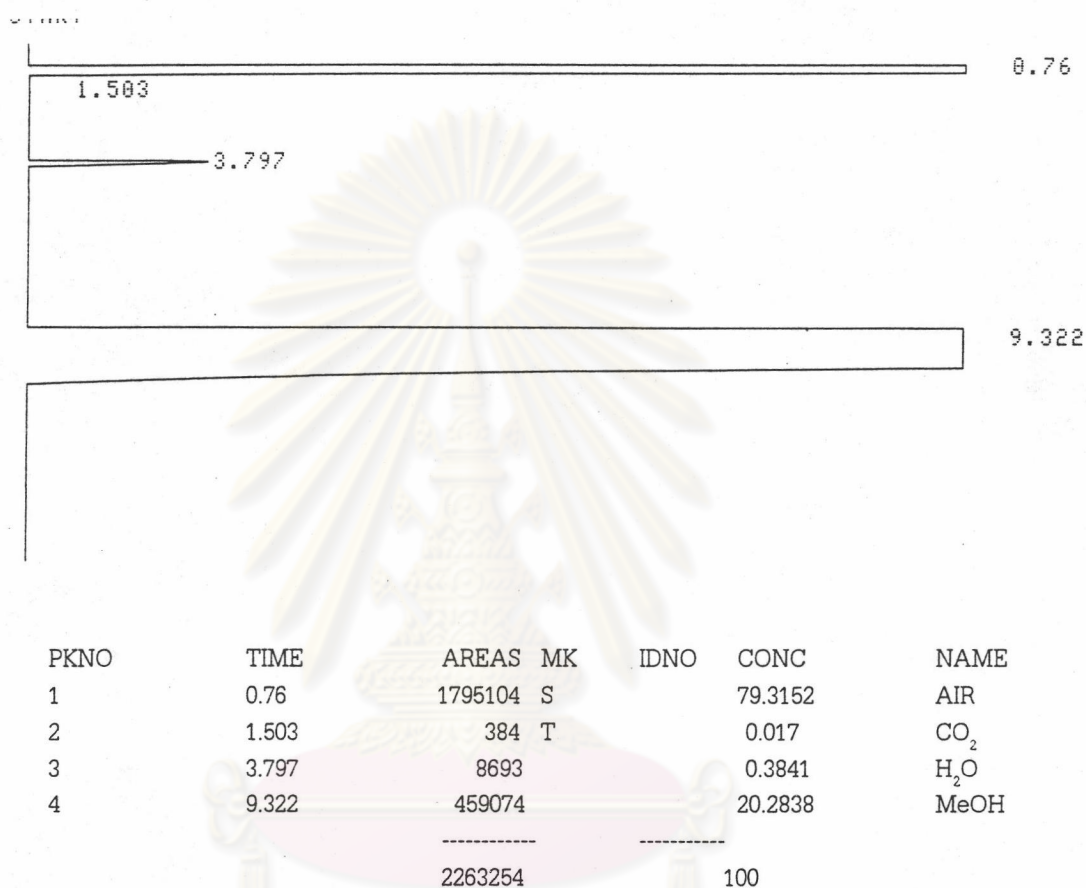 0.76
1.503
3.797
9.322
PKNO TIME AREAS MK IDNO CONC NAME
1 0.76 1795104 S 79.3152 AIR
2 1.503 384 T 0.017 CO₂
3 3.797 8693 0.3841 H₂O
4 9.322 459074 20.2838 MeOH
------------ -----------
2263254 100